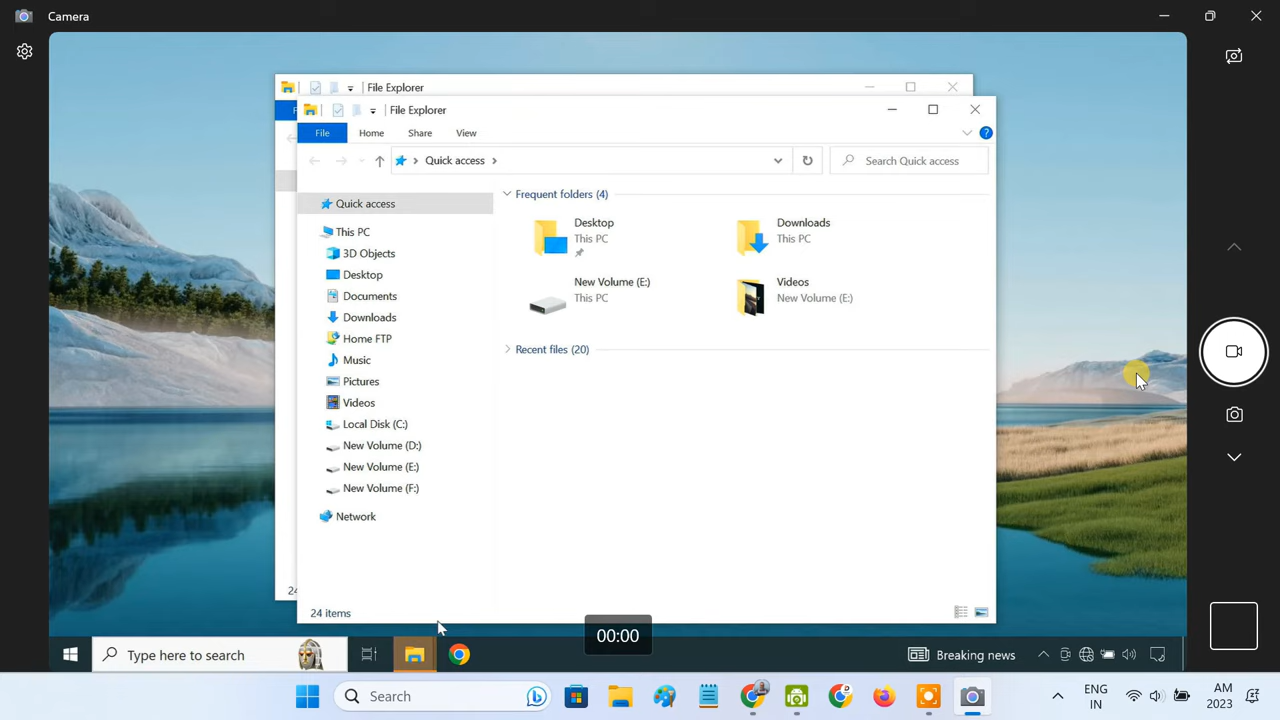 Camera
File Explorer
File Explorer
File
Home
Share
View
Quick access
Search Quick access
Quick access
This PC
3D Objects
Desktop
Documents
Downloads
Home FTP
Music
Pictures
Videos
Local Disk (C:)
New Volume (D:)
New Volume (E:)
New Volume (F:)
Network
Frequent folders (4)
Desktop
This PC
Downloads
This PC
New Volume (E:)
This PC
Videos
New Volume (E:)
Recent files (20)
24
24 items
00:00
Type here to search
Breaking news
Search
ENG
IN
AM
2023